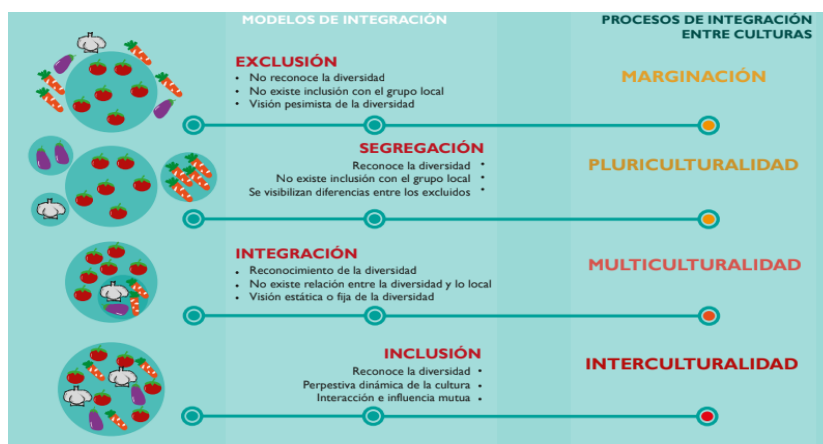 MODELOS DE INTEGRACIÓN
PROCESOS DE INTEGRACIÓN
ENTRE CULTURAS
EXCLUSIÓN
• No reconoce la diversidad
• No existe inclusión con el grupo local
• Visión pesimista de la diversidad
MARGINACIÓN
SEGREGACIÓN
Reconoce la diversidad •
No existe inclusión con el grupo local •
Se visibilizan diferencias entre los excluidos •
PLURICULTURALIDAD
INTEGRACIÓN
• Reconocimiento de la diversidad
• No existe relación entre la diversidad y lo local
• Visión estática o fija de la diversidad
MULTICULTURALIDAD
INCLUSIÓN
Reconoce la diversidad •
Perpestiva dinámica de la cultura •
Interacción e influencia mutua •
INTERCULTURALIDAD